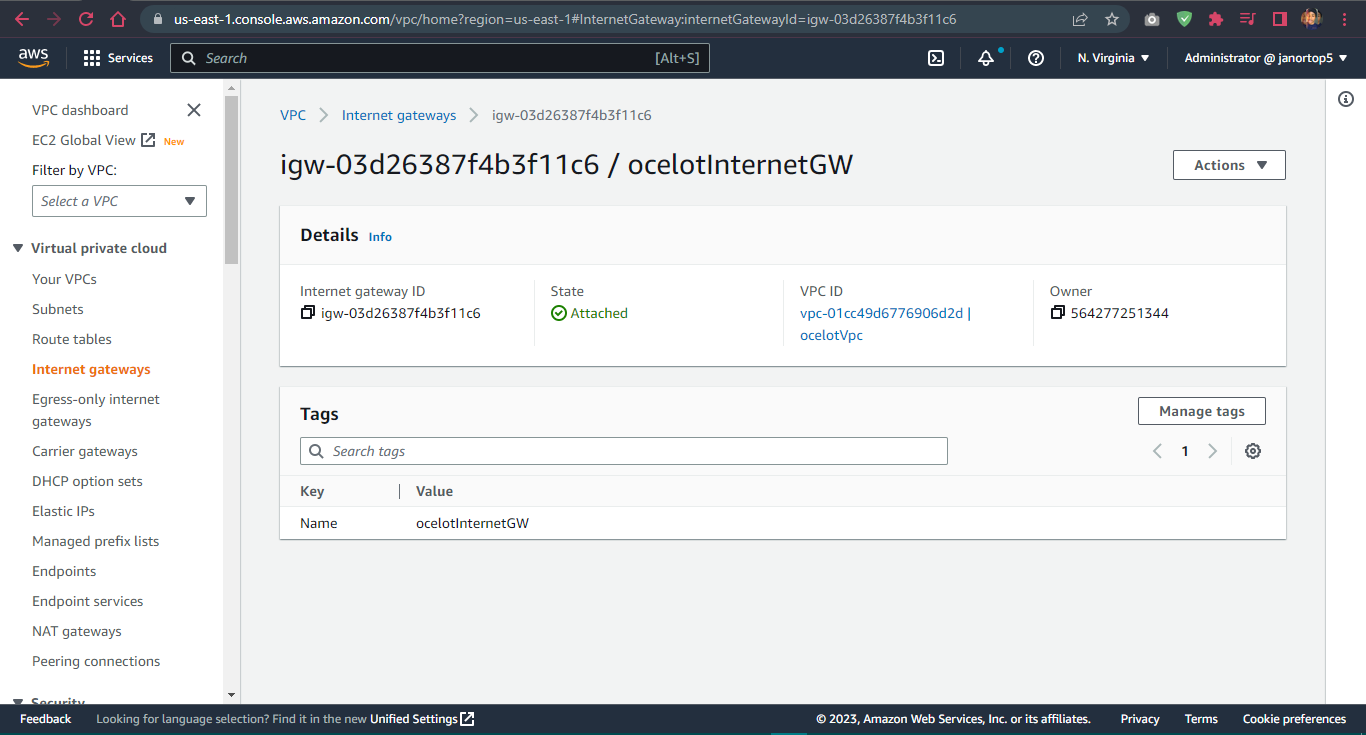 us-east-1.console.aws.amazon.com/vpc/home?region=us-east-1#InternetGateway:internetGatewayId=igw-03d26387f4b3f11c6
aws Services Search [Alt+S] N. Virginia Administrator @ janortop5
VPC dashboard
EC2 Global View New
Filter by VPC:
Select a VPC
Virtual private cloud
Your VPCs
Subnets
Route tables
Internet gateways
Egress-only internet
gateways
Carrier gateways
DHCP option sets
Elastic IPs
Managed prefix lists
Endpoints
Endpoint services
NAT gateways
Peering connections
Security
VPC Internet gateways igw-03d26387f4b3f11c6
igw-03d26387f4b3f11c6 / ocelotInternetGW
Actions
Details Info
Internet gateway ID
igw-03d26387f4b3f11c6
State
Attached
VPC ID
vpc-01cc49d6776906d2d |
ocelotVpc
Owner
564277251344
Tags
Manage tags
Search tags
1
Key Value
Name ocelotInternetGW
Feedback Looking for language selection? Find it in the new Unified Settings © 2023, Amazon Web Services, Inc. or its affiliates. Privacy Terms Cookie preferences